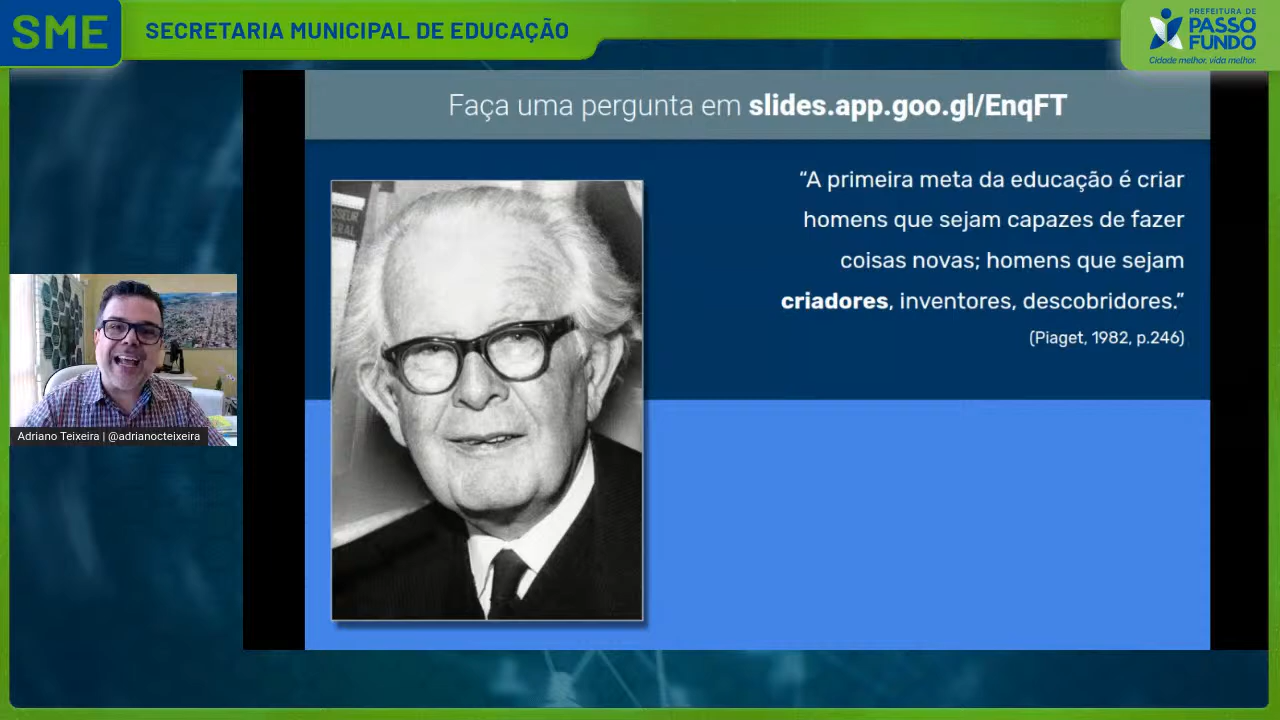 SME
SECRETARIA MUNICIPAL DE EDUCAÇÃO
PREFEITURA DE
PASSO
FUNDO
Cidade melhor, vida melhor.
Faça uma pergunta em slides.app.goo.gl/EnqFT
“A primeira meta da educação é criar
homens que sejam capazes de fazer
coisas novas; homens que sejam
criadores, inventores, descobridores.”
(Piaget, 1982, p.246)
Adriano Teixeira | @adrianocteixeira